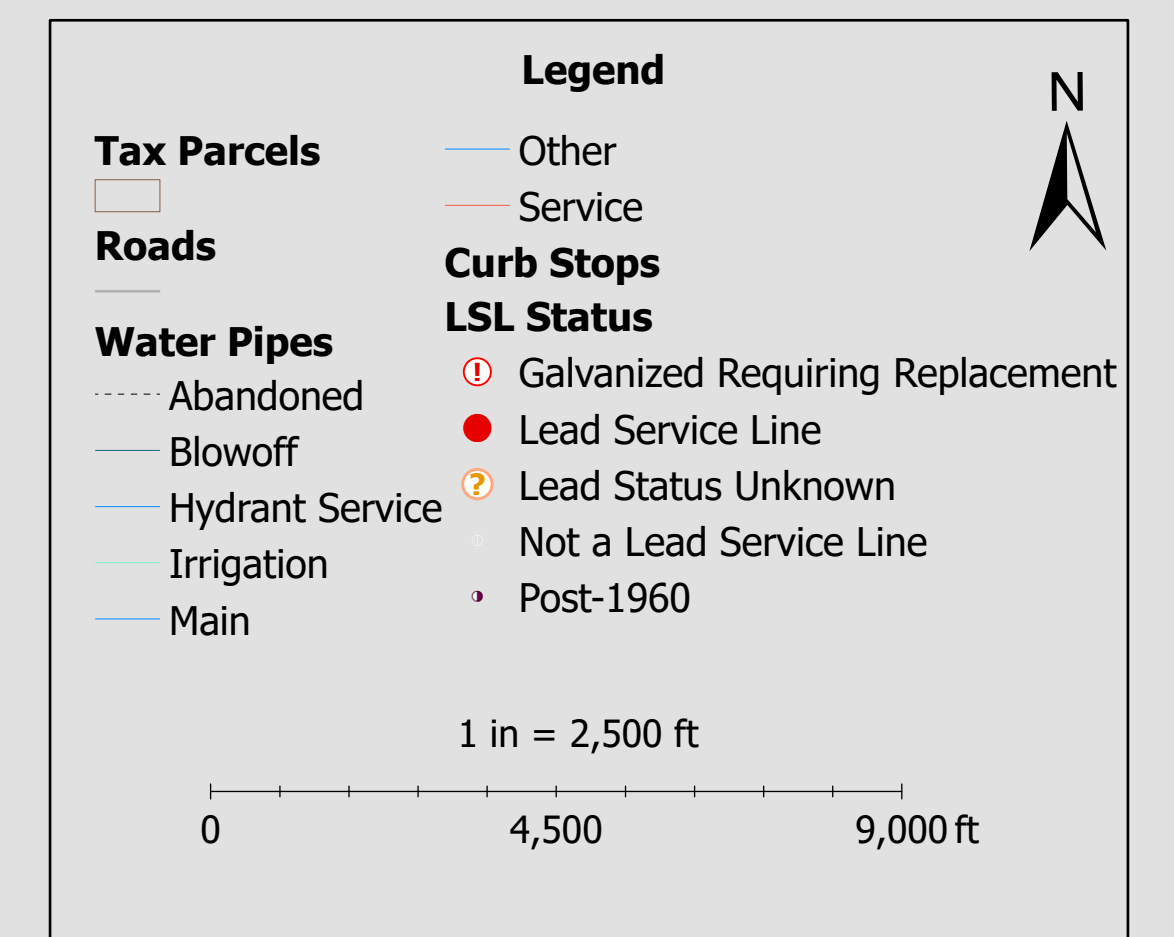 Legend
N
Tax Parcels
Roads
Water Pipes
Abandoned
Blowoff
Hydrant Service
Irrigation
Main
Other
Service
Curb Stops
LSL Status
! Galvanized Requiring Replacement
Lead Service Line
? Lead Status Unknown
Not a Lead Service Line
Post-1960
1 in = 2,500 ft
0 4,500 9,000 ft